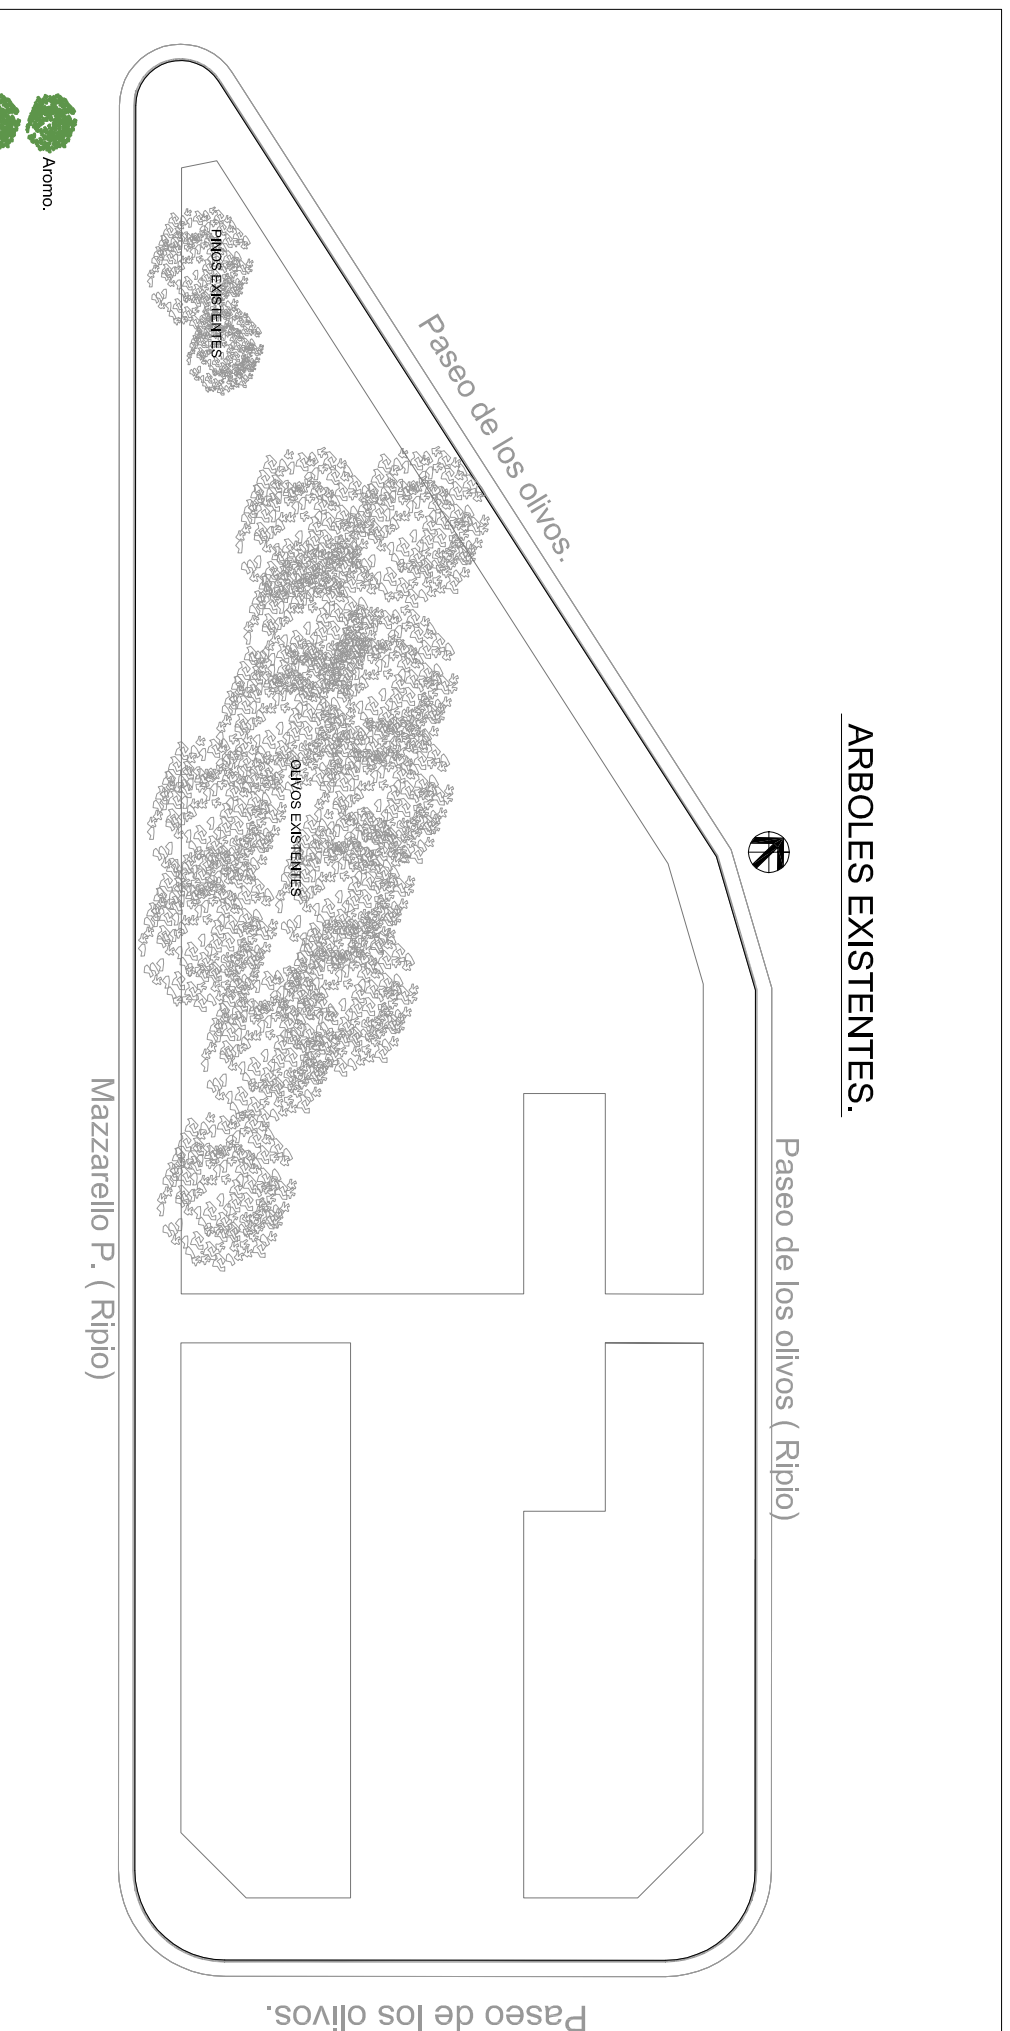 ARBOLES EXISTENTES.
Paseo de los olivos.
Paseo de los olivos ( Ripio)
PINOS EXISTENTES
OLIVOS EXISTENTES
Mazzarello P. ( Ripio)
Aromo.
Paseo de los olivos.